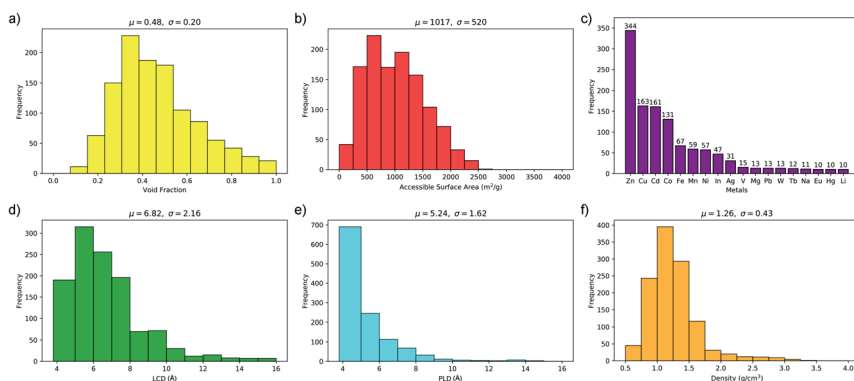 a)
μ = 0.48, σ = 0.20
Frequency
200
150
100
50
0
0.0 0.2 0.4 0.6 0.8 1.0
Void Fraction
b)
μ = 1017, σ = 520
Frequency
200
150
100
50
0
0 500 1000 1500 2000 2500 3000 3500 4000
Accessible Surface Area (m²/g)
c)
Frequency
350
300
250
200
150
100
50
0
344 163 161 131 67 59 57 47 31 15 13 13 13 12 11 10 10 10
Zn Cu Cd Co Fe Mn Ni In Ag V Mg Pb W Tb Na Eu Hg Li
Metals
d)
μ = 6.82, σ = 2.16
Frequency
300
250
200
150
100
50
0
4 6 8 10 12 14 16
LCD (Å)
e)
μ = 5.24, σ = 1.62
Frequency
700
600
500
400
300
200
100
0
4 6 8 10 12 14 16
PLD (Å)
f)
μ = 1.26, σ = 0.43
Frequency
400
350
300
250
200
150
100
50
0
0.5 1.0 1.5 2.0 2.5 3.0 3.5 4.0
Density (g/cm³)